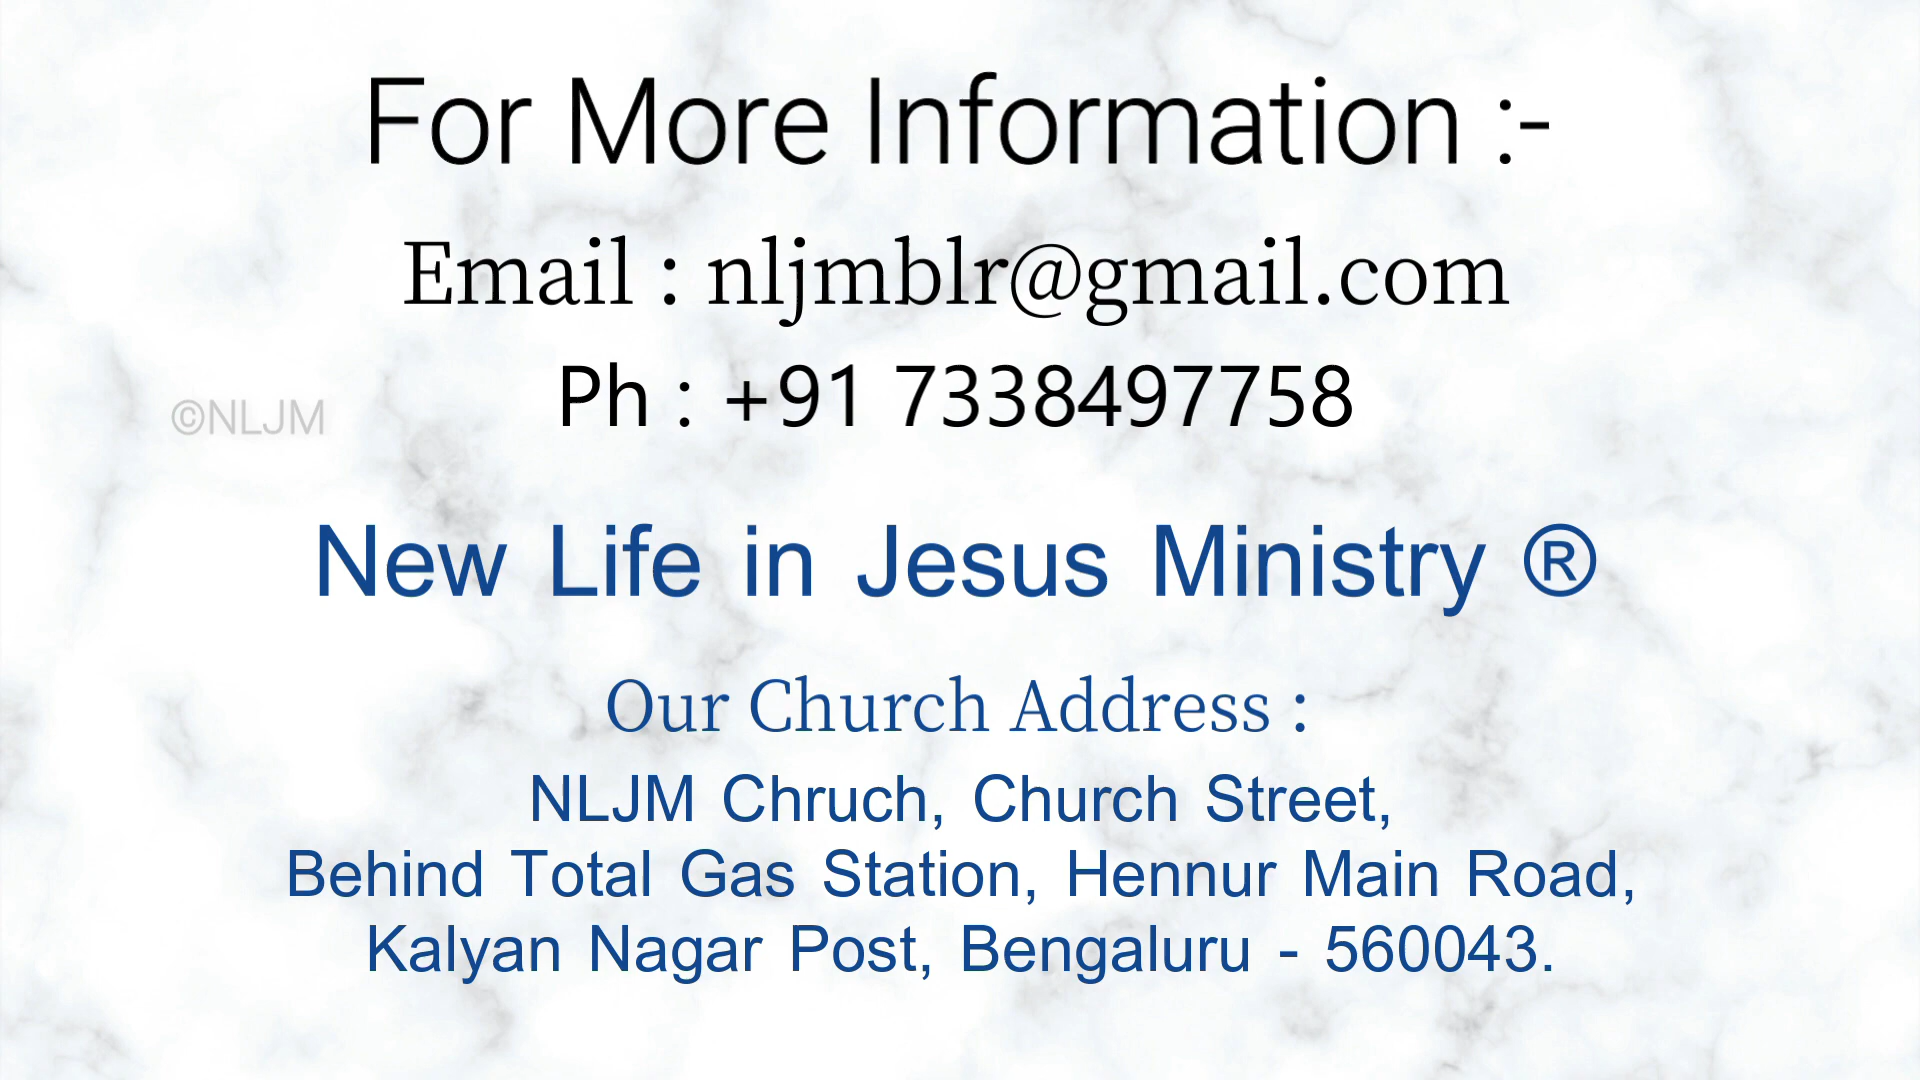 For More Information :-
Email : nljmblr@gmail.com
Ph : +91 7338497758
©NLJM
New Life in Jesus Ministry ®
Our Church Address :
NLJM Chruch, Church Street,
Behind Total Gas Station, Hennur Main Road,
Kalyan Nagar Post, Bengaluru - 560043.